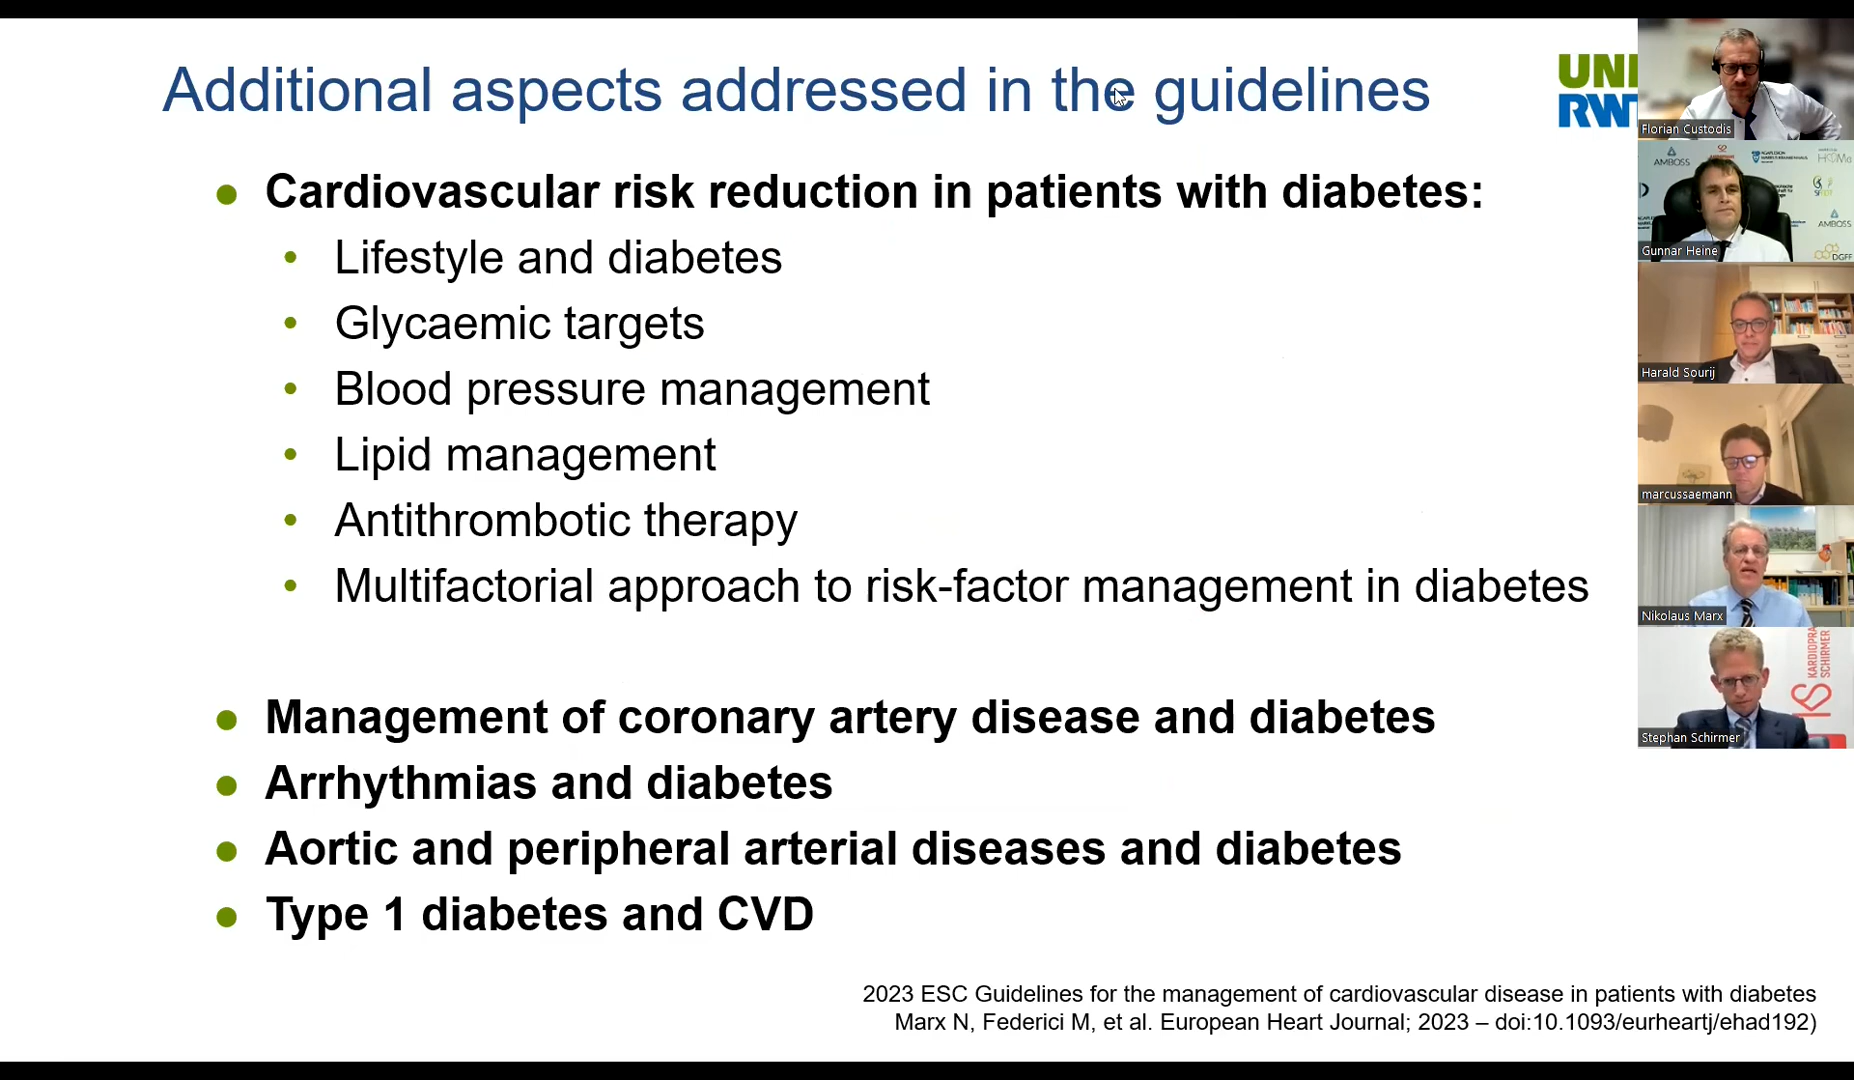 Additional aspects addressed in the guidelines
UNI
RWT
Cardiovascular risk reduction in patients with diabetes:
Lifestyle and diabetes
Glycaemic targets
Blood pressure management
Lipid management
Antithrombotic therapy
Multifactorial approach to risk-factor management in diabetes
Management of coronary artery disease and diabetes
Arrhythmias and diabetes
Aortic and peripheral arterial diseases and diabetes
Type 1 diabetes and CVD
2023 ESC Guidelines for the management of cardiovascular disease in patients with diabetes
Marx N, Federici M, et al. European Heart Journal; 2023 – doi:10.1093/eurheartj/ehad192)
Florian Custodis
AMBOSS
AMBOSS
DGFF
Gunnar Heine
Harald Sourij
marcussaemann
Nikolaus Marx
KARDIOPRA
SCHIRMER
KS
Stephan Schirmer